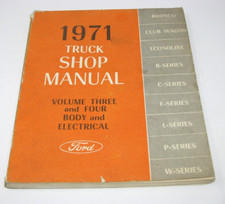 1971
TRUCK
SHOP
MANUAL
VOLUME THREE
and FOUR
BODY and
ELECTRICAL
Ford
BRONCO
CLUB WAGON
ECONOLINE
B-SERIES
C-SERIES
F-SERIES
L-SERIES
P-SERIES
W-SERIES